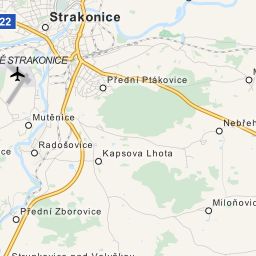 Strakonice
22
É STRAKONICE
Přední Ptákovice
Mutěnice
Nebřeh
Radošovice
Kapsova Lhota
Miloňovic
Přední Zborovice